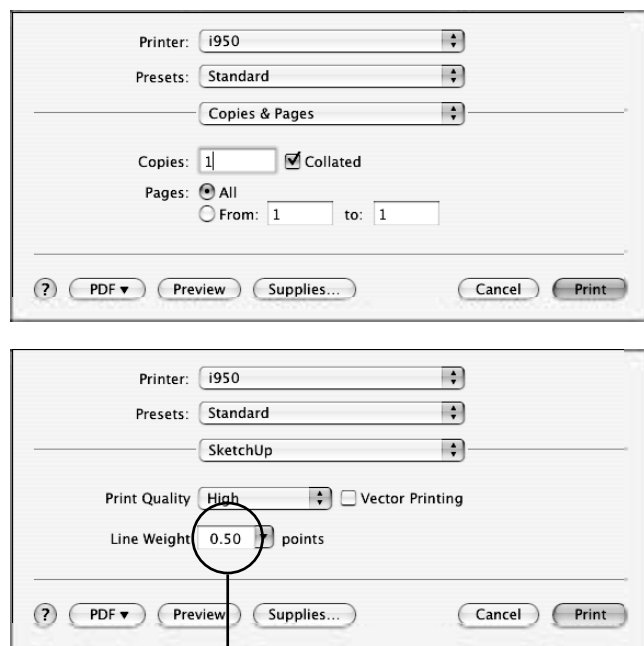 Printer: i950
Presets: Standard
Copies & Pages
Copies: 1 Collated
Pages: All
From: 1 to: 1
? PDF Preview Supplies... Cancel Print
Printer: i950
Presets: Standard
SketchUp
Print Quality High Vector Printing
Line Weight 0.50 points
? PDF Preview Supplies... Cancel Print